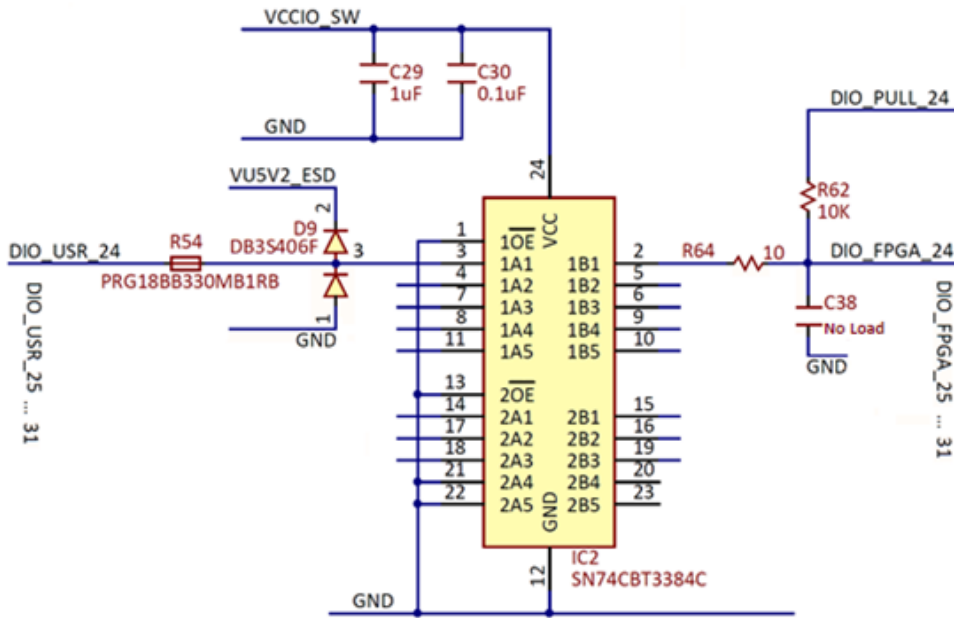 VCCIO_SW
C29
1uF
C30
0.1uF
GND
DIO_PULL_24
VU5V2_ESD
24
R62
10K
2
D9
DB3S406F
VCC
DIO_USR_24
R54
3
1
1OE
3
1A1
1B1
2
R64
10
DIO_FPGA_24
PRG18BB330MB1RB
4
1A2
1B2
5
7
1A3
1B3
6
C38
No Load
1
8
1A4
1B4
9
GND
11
1A5
1B5
10
GND
DIO_USR_25 ... 31
DIO_FPGA_25 ... 31
13
2OE
14
2A1
2B1
15
17
2A2
2B2
16
18
2A3
2B3
19
21
2A4
2B4
20
22
2A5
2B5
23
GND
IC2
SN74CBT3384C
12
GND